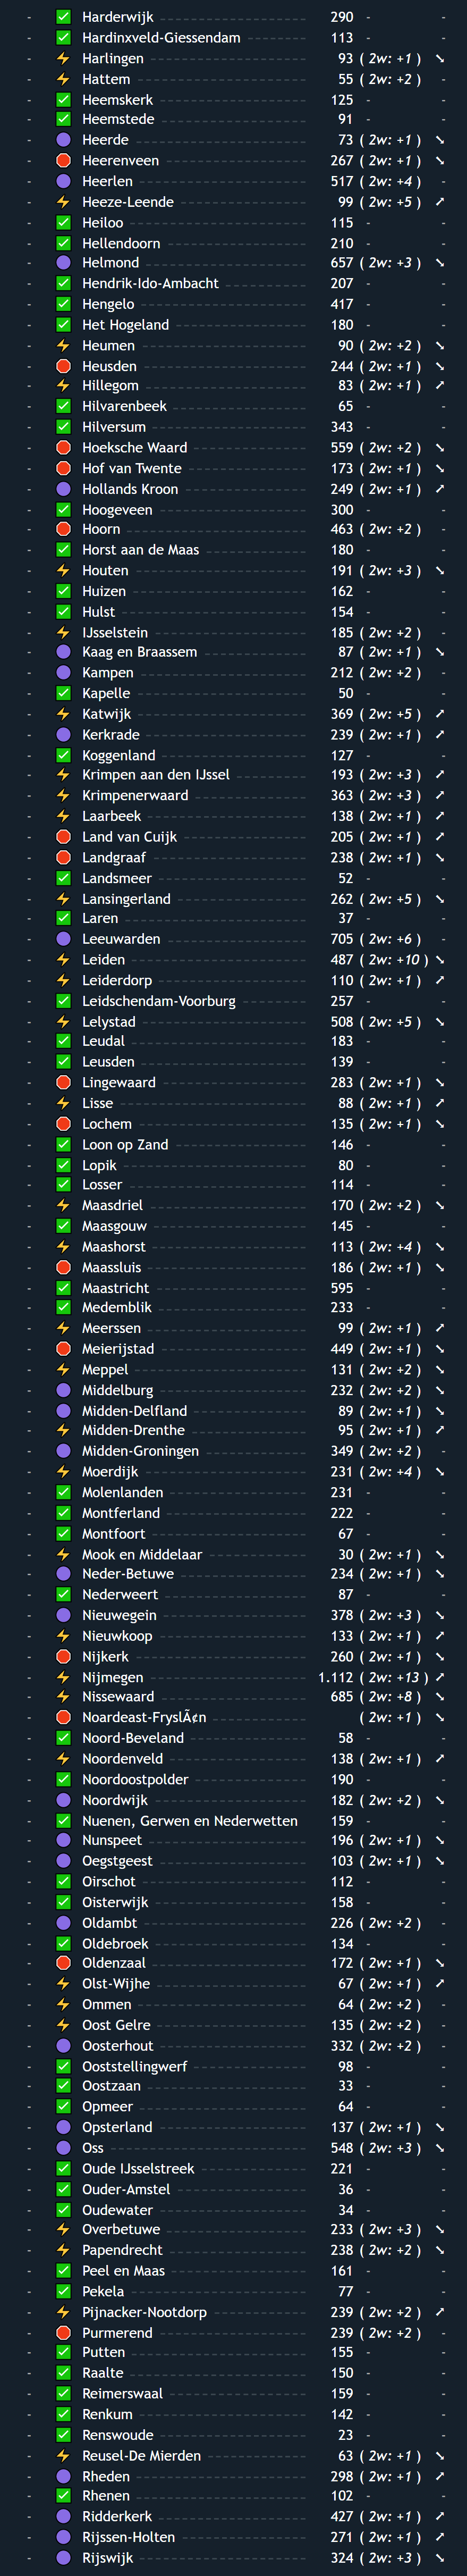 - ✅ Harderwijk 290 - -
- ✅ Hardinxveld-Giessendam 113 - -
- ⚡ Harlingen 93 ( 2w: +1 ) ➘
- ⚡ Hattem 55 ( 2w: +2 ) -
- ✅ Heemskerk 125 - -
- ✅ Heemstede 91 - -
- 🟣 Heerde 73 ( 2w: +1 ) ➘
- 🛑 Heerenveen 267 ( 2w: +1 ) ➘
- 🟣 Heerlen 517 ( 2w: +4 ) -
- ⚡ Heeze-Leende 99 ( 2w: +5 ) ➚
- ✅ Heiloo 115 - -
- ✅ Hellendoorn 210 - -
- 🟣 Helmond 657 ( 2w: +3 ) ➘
- ✅ Hendrik-Ido-Ambacht 207 - -
- ✅ Hengelo 417 - -
- ✅ Het Hogeland 180 - -
- ⚡ Heumen 90 ( 2w: +2 ) ➘
- 🛑 Heusden 244 ( 2w: +1 ) ➘
- ⚡ Hillegom 83 ( 2w: +1 ) ➚
- ✅ Hilvarenbeek 65 - -
- ✅ Hilversum 343 - -
- 🛑 Hoeksche Waard 559 ( 2w: +2 ) ➘
- 🛑 Hof van Twente 173 ( 2w: +1 ) ➘
- 🟣 Hollands Kroon 249 ( 2w: +1 ) ➚
- ✅ Hoogeveen 300 - -
- 🛑 Hoorn 463 ( 2w: +2 ) -
- ✅ Horst aan de Maas 180 - -
- ⚡ Houten 191 ( 2w: +3 ) ➘
- ✅ Huizen 162 - -
- ✅ Hulst 154 - -
- ⚡ IJsselstein 185 ( 2w: +2 ) -
- 🟣 Kaag en Braassem 87 ( 2w: +1 ) ➘
- 🟣 Kampen 212 ( 2w: +2 ) -
- ✅ Kapelle 50 - -
- ⚡ Katwijk 369 ( 2w: +5 ) ➚
- 🟣 Kerkrade 239 ( 2w: +1 ) ➚
- ✅ Koggenland 127 - -
- ⚡ Krimpen aan den IJssel 193 ( 2w: +3 ) ➚
- ⚡ Krimpenerwaard 363 ( 2w: +3 ) ➚
- ⚡ Laarbeek 138 ( 2w: +1 ) ➚
- 🛑 Land van Cuijk 205 ( 2w: +1 ) ➚
- 🛑 Landgraaf 238 ( 2w: +1 ) ➘
- ✅ Landsmeer 52 - -
- ⚡ Lansingerland 262 ( 2w: +5 ) ➘
- ✅ Laren 37 - -
- 🟣 Leeuwarden 705 ( 2w: +6 ) -
- ⚡ Leiden 487 ( 2w: +10 ) ➘
- ⚡ Leiderdorp 110 ( 2w: +1 ) ➚
- ✅ Leidschendam-Voorburg 257 - -
- ⚡ Lelystad 508 ( 2w: +5 ) ➘
- ✅ Leudal 183 - -
- ✅ Leusden 139 - -
- 🛑 Lingewaard 283 ( 2w: +1 ) ➘
- ⚡ Lisse 88 ( 2w: +1 ) ➚
- 🛑 Lochem 135 ( 2w: +1 ) ➘
- ✅ Loon op Zand 146 - -
- ✅ Lopik 80 - -
- ✅ Losser 114 - -
- ⚡ Maasdriel 170 ( 2w: +2 ) ➘
- ✅ Maasgouw 145 - -
- ⚡ Maashorst 113 ( 2w: +4 ) ➘
- 🛑 Maassluis 186 ( 2w: +1 ) ➘
- ✅ Maastricht 595 - -
- ✅ Medemblik 233 - -
- ⚡ Meerssen 99 ( 2w: +1 ) ➚
- 🛑 Meierijstad 449 ( 2w: +1 ) ➘
- ⚡ Meppel 131 ( 2w: +2 ) ➘
- 🟣 Middelburg 232 ( 2w: +2 ) ➘
- 🟣 Midden-Delfland 89 ( 2w: +1 ) ➘
- ⚡ Midden-Drenthe 95 ( 2w: +1 ) ➚
- 🟣 Midden-Groningen 349 ( 2w: +2 ) -
- ⚡ Moerdijk 231 ( 2w: +4 ) ➘
- ✅ Molenlanden 231 - -
- ✅ Montferland 222 - -
- ✅ Montfoort 67 - -
- ⚡ Mook en Middelaar 30 ( 2w: +1 ) ➘
- 🟣 Neder-Betuwe 234 ( 2w: +1 ) ➘
- ✅ Nederweert 87 - -
- 🟣 Nieuwegein 378 ( 2w: +3 ) ➘
- ⚡ Nieuwkoop 133 ( 2w: +1 ) ➚
- 🛑 Nijkerk 260 ( 2w: +1 ) ➘
- ⚡ Nijmegen 1.112 ( 2w: +13 ) ➚
- ⚡ Nissewaard 685 ( 2w: +8 ) ➘
- 🛑 Noardeast-FryslÃ¢n ( 2w: +1 ) ➘
- ✅ Noord-Beveland 58 - -
- ⚡ Noordenveld 138 ( 2w: +1 ) ➚
- ✅ Noordoostpolder 190 - -
- 🟣 Noordwijk 182 ( 2w: +2 ) ➘
- ✅ Nuenen, Gerwen en Nederwetten 159 - -
- 🟣 Nunspeet 196 ( 2w: +1 ) ➘
- 🟣 Oegstgeest 103 ( 2w: +1 ) ➘
- ✅ Oirschot 112 - -
- ✅ Oisterwijk 158 - -
- 🟣 Oldambt 226 ( 2w: +2 ) -
- ✅ Oldebroek 134 - -
- 🛑 Oldenzaal 172 ( 2w: +1 ) ➘
- ⚡ Olst-Wijhe 67 ( 2w: +1 ) ➚
- ⚡ Ommen 64 ( 2w: +2 ) -
- ⚡ Oost Gelre 135 ( 2w: +2 ) -
- 🟣 Oosterhout 332 ( 2w: +2 ) -
- ✅ Ooststellingwerf 98 - -
- ✅ Oostzaan 33 - -
- ✅ Opmeer 64 - -
- 🟣 Opsterland 137 ( 2w: +1 ) ➘
- 🟣 Oss 548 ( 2w: +3 ) ➘
- ✅ Oude IJsselstreek 221 - -
- ✅ Ouder-Amstel 36 - -
- ✅ Oudewater 34 - -
- ⚡ Overbetuwe 233 ( 2w: +3 ) ➘
- ⚡ Papendrecht 238 ( 2w: +2 ) ➘
- ✅ Peel en Maas 161 - -
- ✅ Pekela 77 - -
- ⚡ Pijnacker-Nootdorp 239 ( 2w: +2 ) ➚
- 🛑 Purmerend 239 ( 2w: +2 ) -
- ✅ Putten 155 - -
- ✅ Raalte 150 - -
- ✅ Reimerswaal 159 - -
- ✅ Renkum 142 - -
- ✅ Renswoude 23 - -
- ⚡ Reusel-De Mierden 63 ( 2w: +1 ) ➘
- 🟣 Rheden 298 ( 2w: +1 ) ➚
- ✅ Rhenen 102 - -
- 🟣 Ridderkerk 427 ( 2w: +1 ) ➚
- 🟣 Rijssen-Holten 271 ( 2w: +1 ) ➚
- 🟣 Rijswijk 324 ( 2w: +3 ) ➘